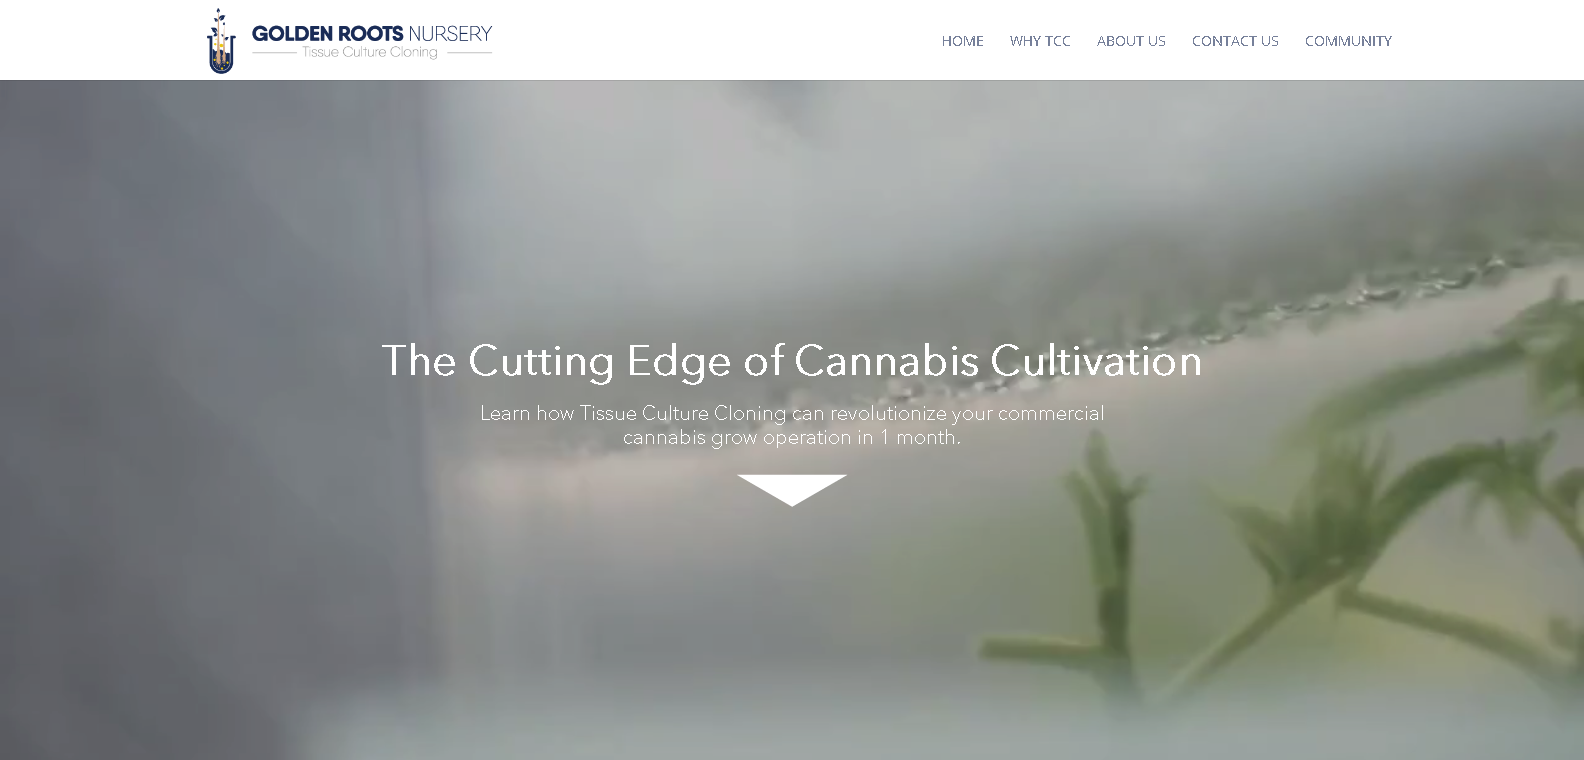 GOLDEN ROOTS NURSERY
Tissue Culture Cloning
HOME WHY TCC ABOUT US CONTACT US COMMUNITY
The Cutting Edge of Cannabis Cultivation
Learn how Tissue Culture Cloning can revolutionize your commercial
cannabis grow operation in 1 month.